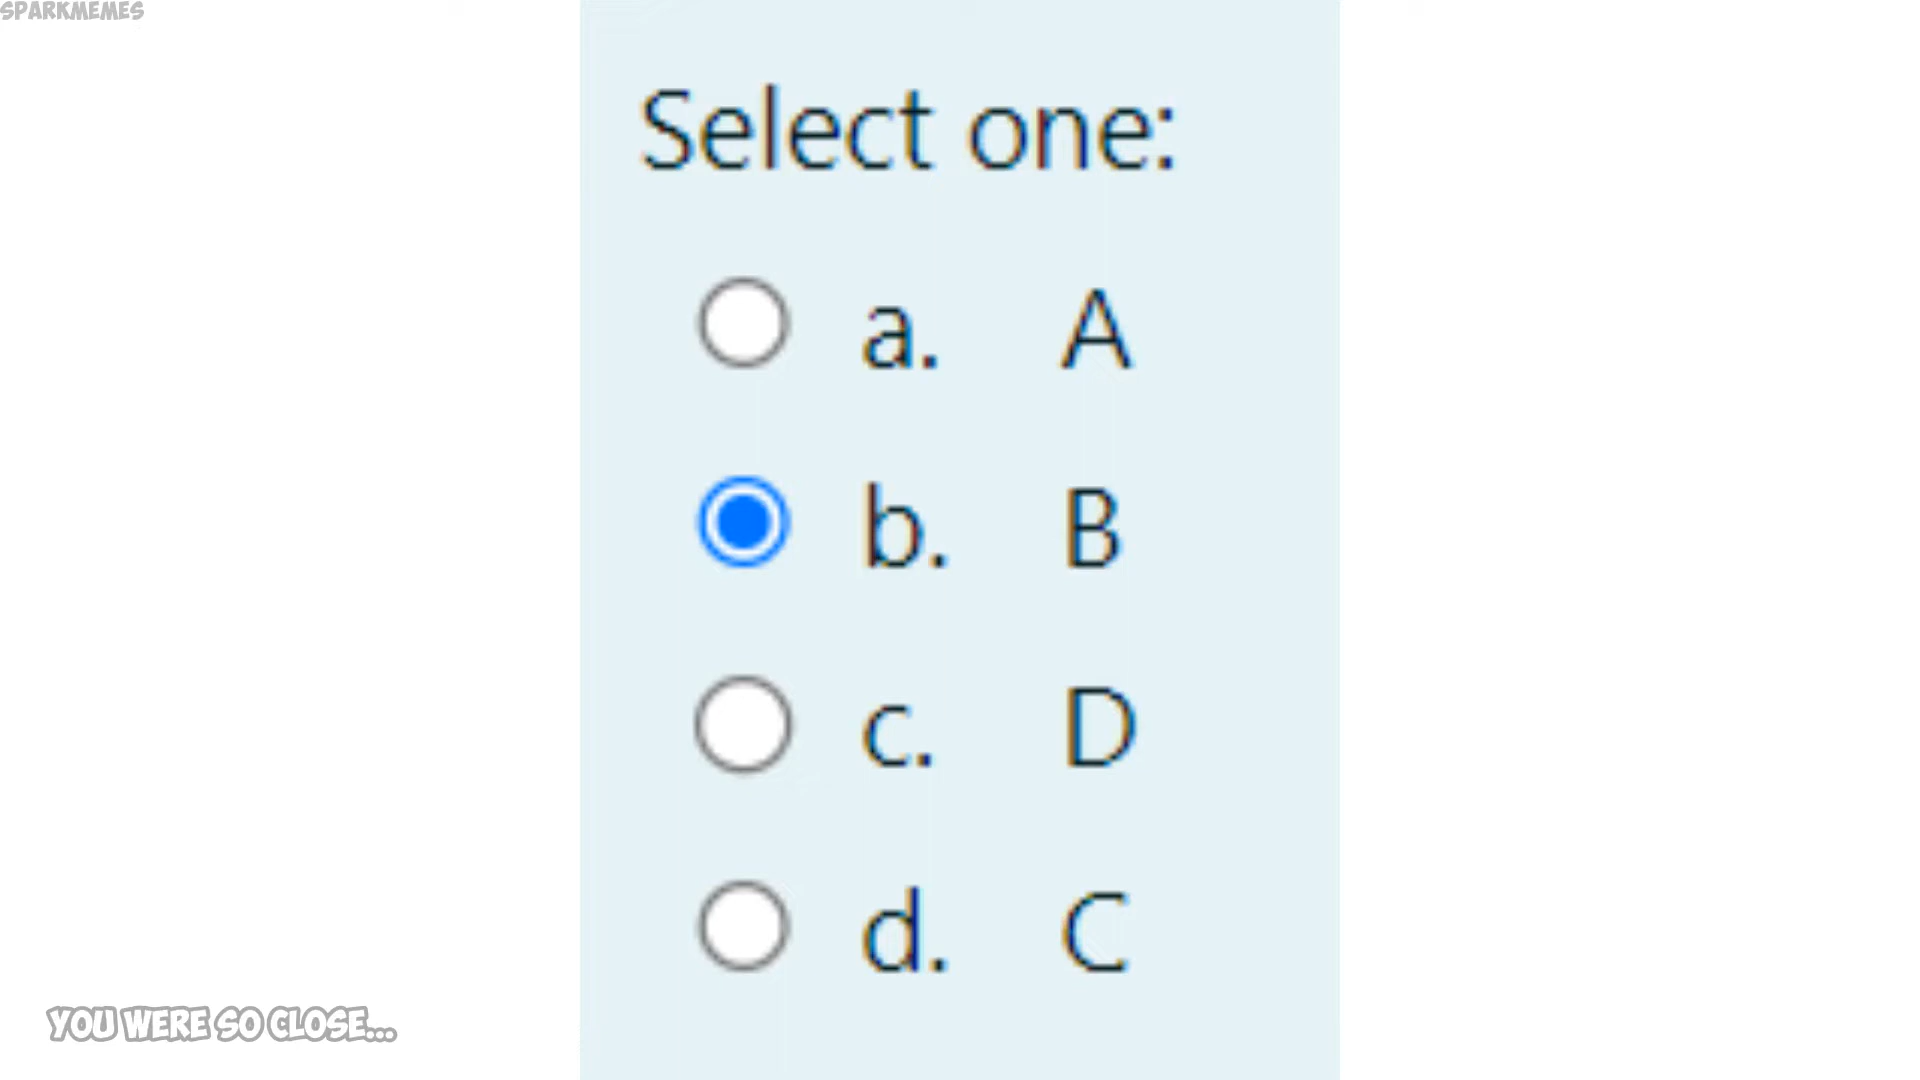 SPARKMEMES
Select one:
a. A
b. B
c. D
d. C
YOU WERE SO CLOSE...